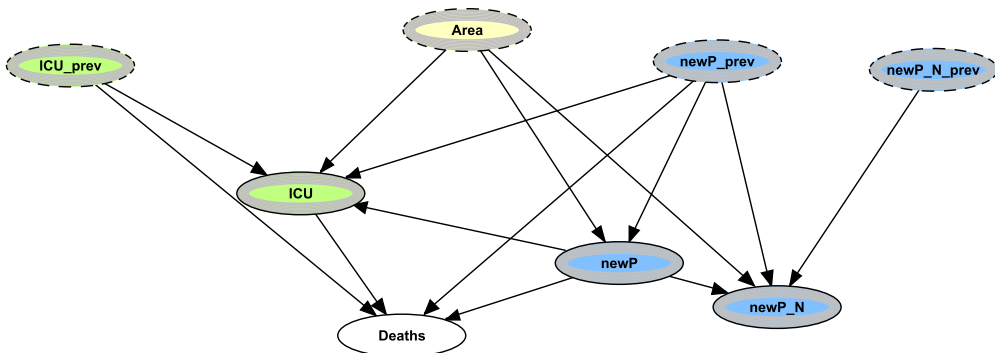 Area
ICU_prev
newP_prev
newP_N_prev
ICU
newP
newP_N
Deaths